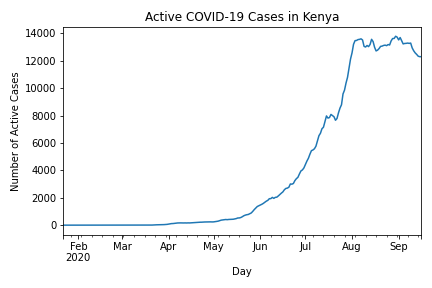 Active COVID-19 Cases in Kenya
14000
12000
10000
8000
6000
4000
2000
0
Number of Active Cases
Feb Mar Apr May Jun Jul Aug Sep
2020
Day